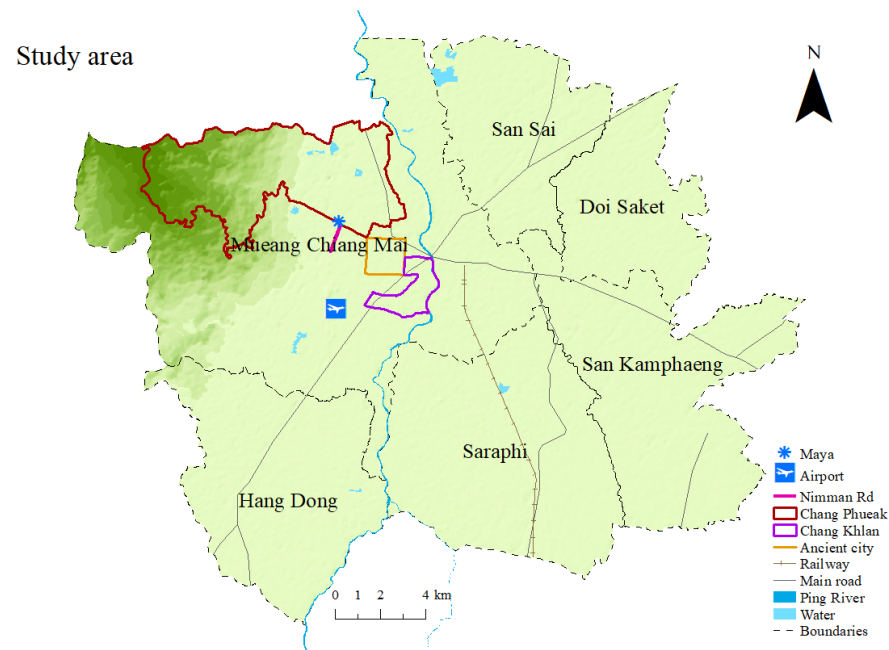 Study area
N
San Sai
Doi Saket
Mueang Chiang Mai
San Kamphaeng
Saraphi
Hang Dong
Maya
Airport
Nimman Rd
Chang Phueak
Chang Khlan
Ancient city
Railway
Main road
Ping River
Water
Boundaries
0 1 2 4 km